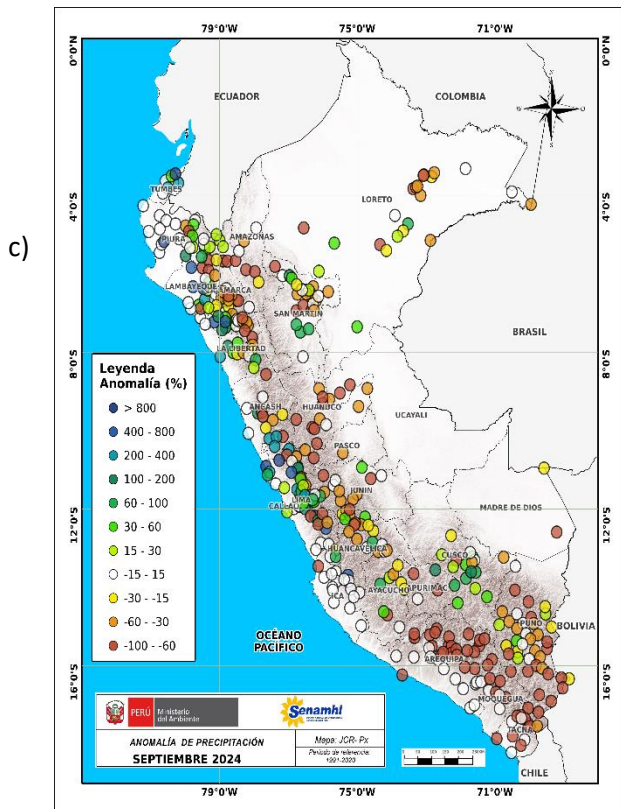 c)
79°0'W 75°0'W 71°0'W
0°0'N 0°0'N
ECUADOR
COLOMBIA
TUMBES
LORETO
4°0'S 4°0'S
PIURA
AMAZONAS
LAMBAYEQUE
SAN MARTIN
BRASIL
8°0'S 8°0'S
LA LIBERTAD
ANCASH
HUANUCO
UCAYALI
PASCO
JUNIN
LIMA
CALLAO
12°0'S 12°0'S
MADRE DE DIOS
HUANCAVELICA
CUSCO
ICA
AYACUCHO
APURIMAC
PUNO
BOLIVIA
OCÉANO
PACÍFICO
AREQUIPA
16°0'S 16°0'S
MOQUEGUA
TACNA
CHILE
Leyenda
Anomalía (%)
> 800
400 - 800
200 - 400
100 - 200
60 - 100
30 - 60
15 - 30
-15 - 15
-30 - -15
-60 - -30
-100 - -60
PERÚ
Ministerio
del Ambiente
Senamhi
ANOMALÍA DE PRECIPITACIÓN
SEPTIEMBRE 2024
Mapa: JCR- Px
Periodo de referencia:
1991-2020
79°0'W 75°0'W 71°0'W